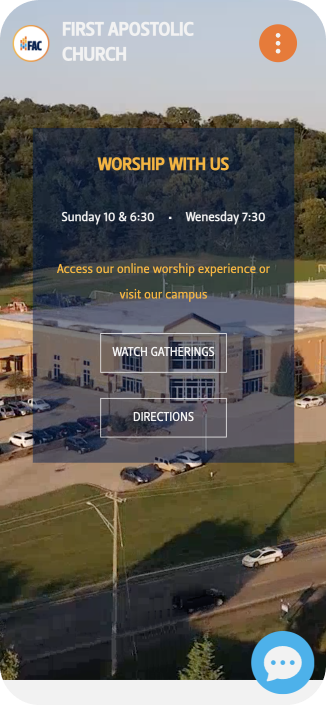 FAC
FIRST APOSTOLIC
CHURCH
WORSHIP WITH US
Sunday 10 & 6:30 • Wenesday 7:30
Access our online worship experience or
visit our campus
WATCH GATHERINGS
DIRECTIONS